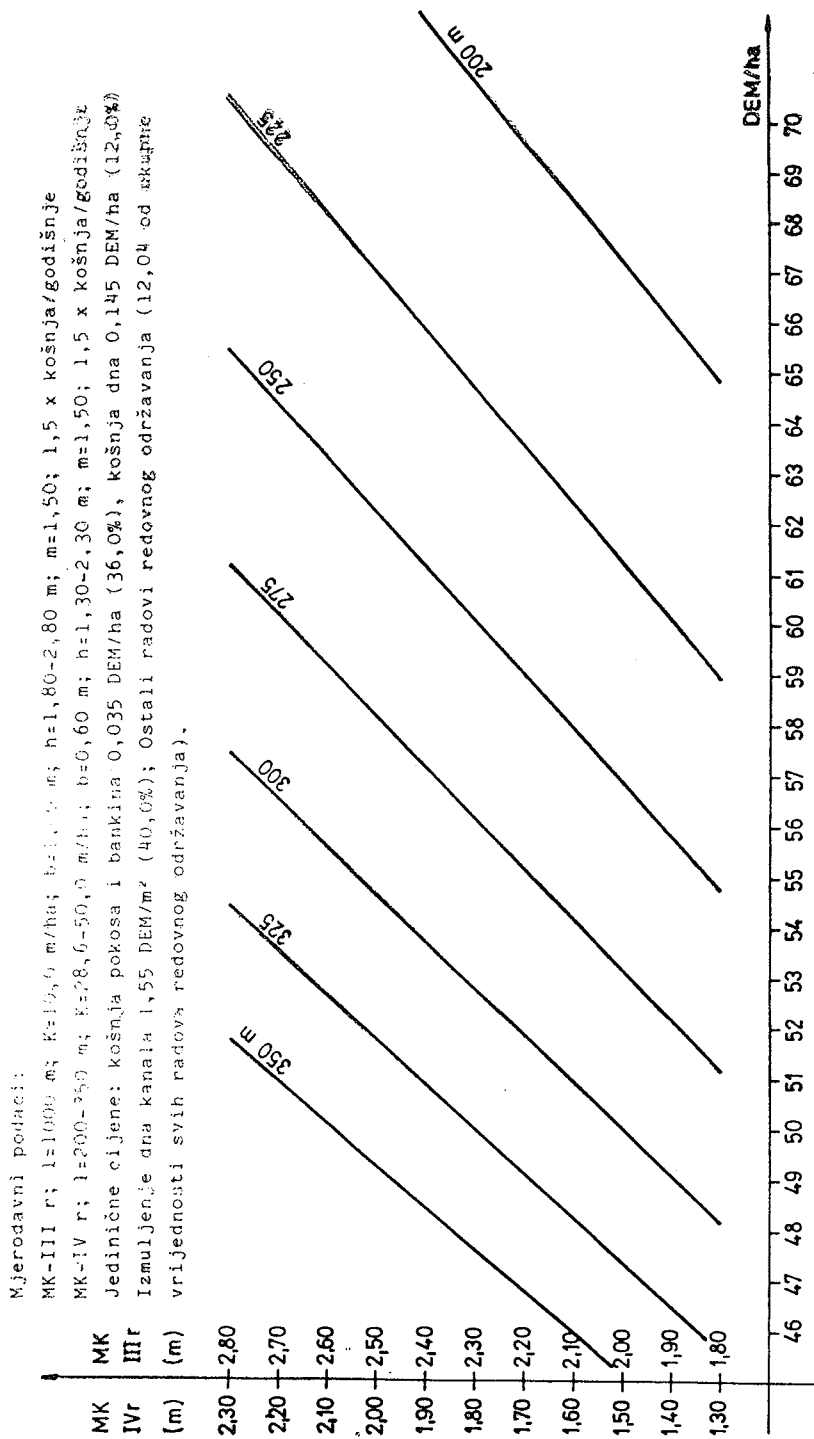 Mjerodavni podaci:
MK-III r; l=1000 m; K=10,0 m/ha; h=1,80-2,80 m; m=1,50; 1,5 x košnja/godišnje
MK-IV r; l=200-350 m; K=28,6-50,0 m/ha; b=0,60 m; h=1,30-2,30 m; m=1,50; 1,5 x košnja/godišnje
Jedinične cijene: košnja pokosa i bankina 0,035 DEM/ha (36,0%), košnja dna 0,145 DEM/ha (12,0%)
Izmuljenje dna kanala 1,55 DEM/m² (40,0%); Ostali radovi redovnog održavanja (12,04 od ukupne
vrijednosti svih radova redovnog održavanja).
MK MK
IVr IIIr
(m) (m)
2,30 2,80
2,20 2,70
2,10 2,60
2,00 2,50
1,90 2,40
1,80 2,30
1,70 2,20
1,60 2,10
1,50 2,00
1,40 1,90
1,30 1,80
350 m
325
300
275
250
225
200 m
46 47 48 49 50 51 52 53 54 55 56 57 58 59 60 61 62 63 64 65 66 67 68 69 70
DEM/ha